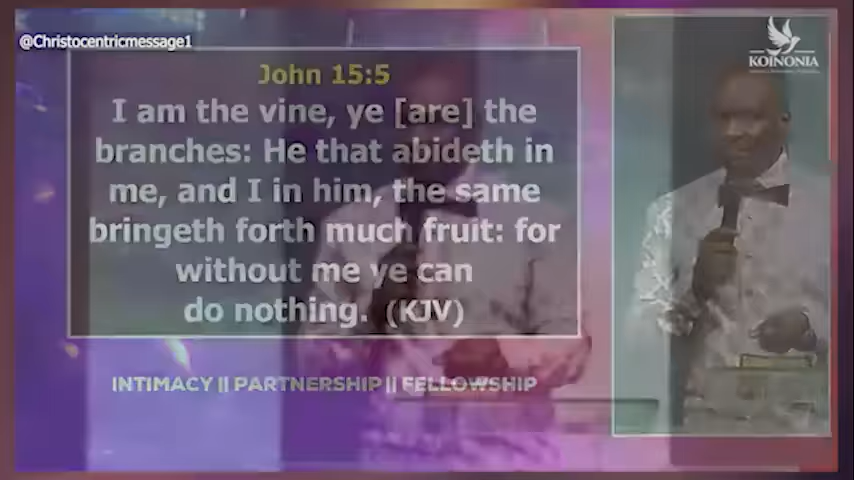 @Christocentricmessage1
KOINONIA
John 15:5
I am the vine, ye [are] the
branches: He that abideth in
me, and I in him, the same
bringeth forth much fruit: for
without me ye can
do nothing. (KJV)
INTIMACY || PARTNERSHIP || FELLOWSHIP